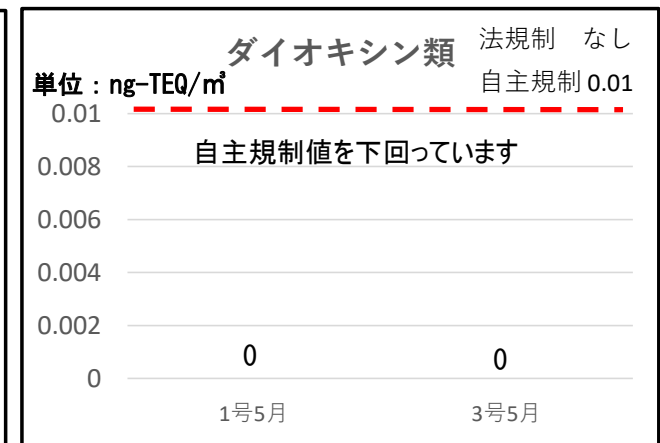 ダイオキシン類
法規制　なし
自主規制 0.01
単位：ng-TEQ/㎥
0.01
自主規制値を下回っています
0.008
0.006
0.004
0.002
0
0
0
1号5月
3号5月